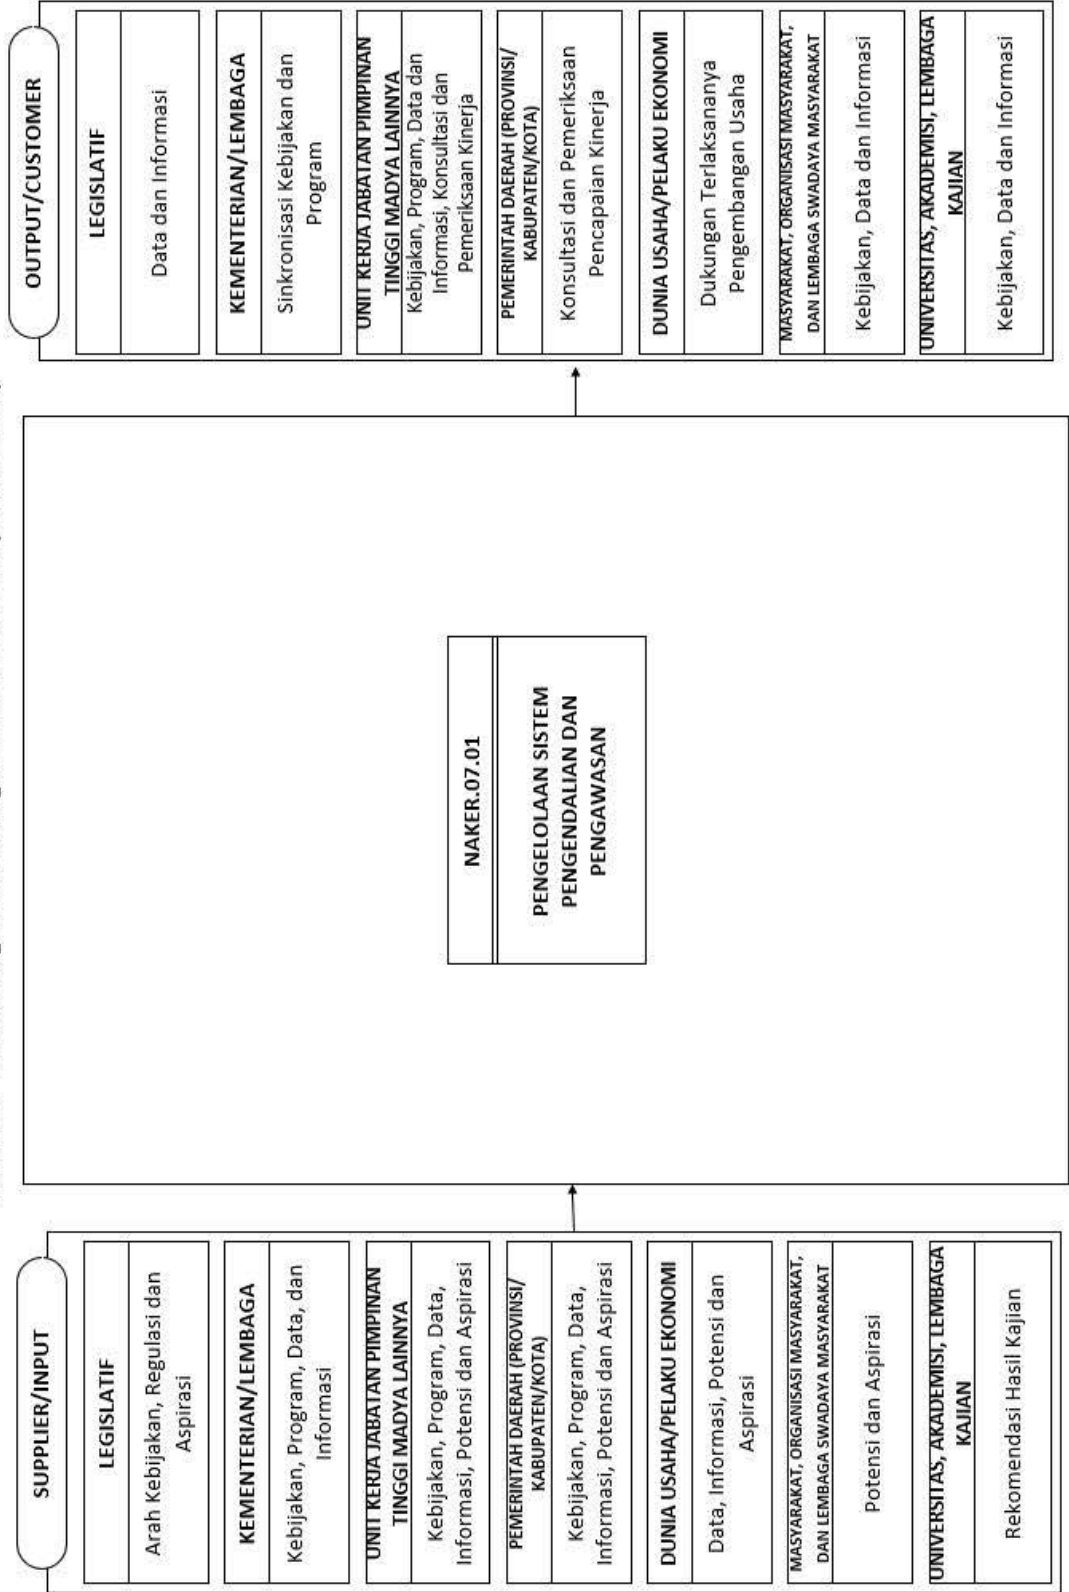 SUPPLIER/INPUT
LEGISLATIF
Arah Kebijakan, Regulasi dan
Aspirasi
KEMENTERIAN/LEMBAGA
Kebijakan, Program, Data, dan
Informasi
UNIT KERJA JABATAN PIMPINAN
TINGGI MADYA LAINNYA
Kebijakan, Program, Data,
Informasi, Potensi dan Aspirasi
PEMERINTAH DAERAH (PROVINSI/
KABUPATEN/KOTA)
Kebijakan, Program, Data,
Informasi, Potensi dan Aspirasi
DUNIA USAHA/PELAKU EKONOMI
Data, Informasi, Potensi dan
Aspirasi
MASYARAKAT, ORGANISASI MASYARAKAT,
DAN LEMBAGA SWADAYA MASYARAKAT
Potensi dan Aspirasi
UNIVERSITAS, AKADEMISI, LEMBAGA
KAJIAN
Rekomendasi Hasil Kajian
NAKER.07.01
PENGELOLAAN SISTEM
PENGENDALIAN DAN
PENGAWASAN
OUTPUT/CUSTOMER
LEGISLATIF
Data dan Informasi
KEMENTERIAN/LEMBAGA
Sinkronisasi Kebijakan dan
Program
UNIT KERJA JABATAN PIMPINAN
TINGGI MADYA LAINNYA
Kebijakan, Program, Data dan
Informasi, Konsultasi dan
Pemeriksaan Kinerja
PEMERINTAH DAERAH (PROVINSI/
KABUPATEN/KOTA)
Konsultasi dan Pemeriksaan
Pencapaian Kinerja
DUNIA USAHA/PELAKU EKONOMI
Dukungan Terlaksananya
Pengembangan Usaha
MASYARAKAT, ORGANISASI MASYARAKAT,
DAN LEMBAGA SWADAYA MASYARAKAT
Kebijakan, Data dan Informasi
UNIVERSITAS, AKADEMISI, LEMBAGA
KAJIAN
Kebijakan, Data dan Informasi